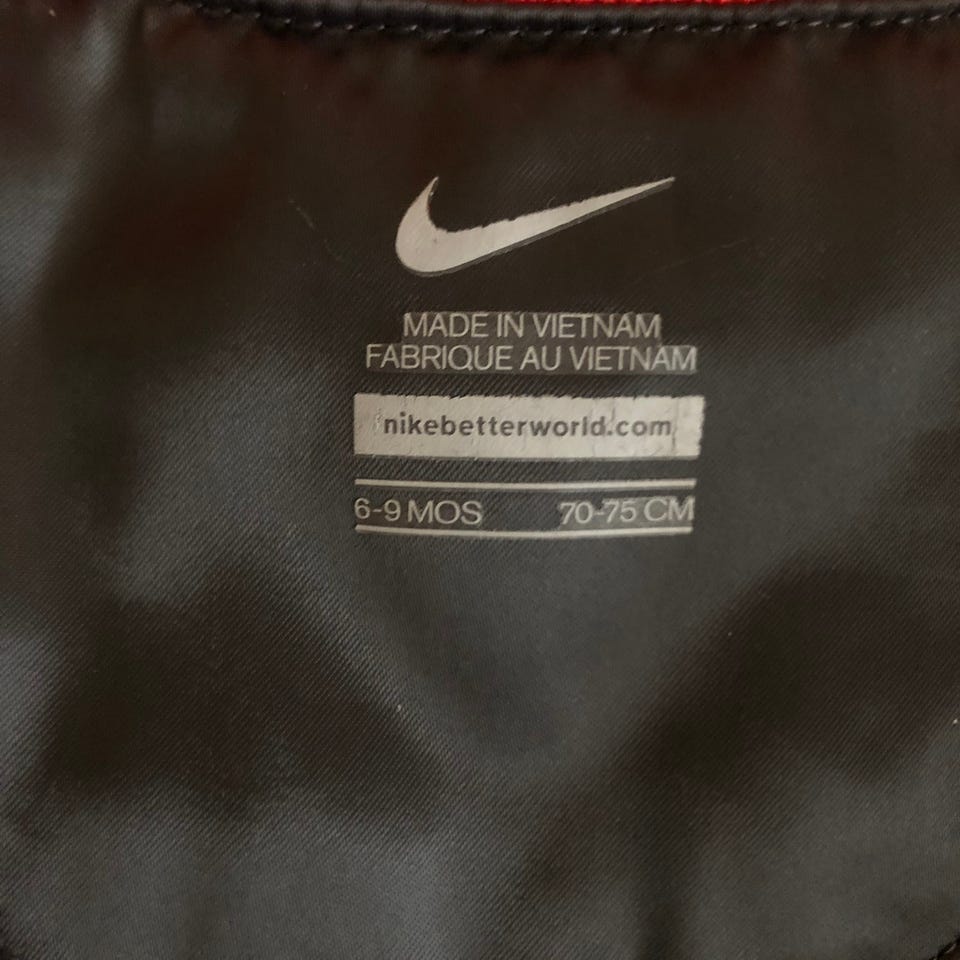 MADE IN VIETNAM
FABRIQUE AU VIETNAM
nikebetterworld.com
6-9 MOS 70-75 CM